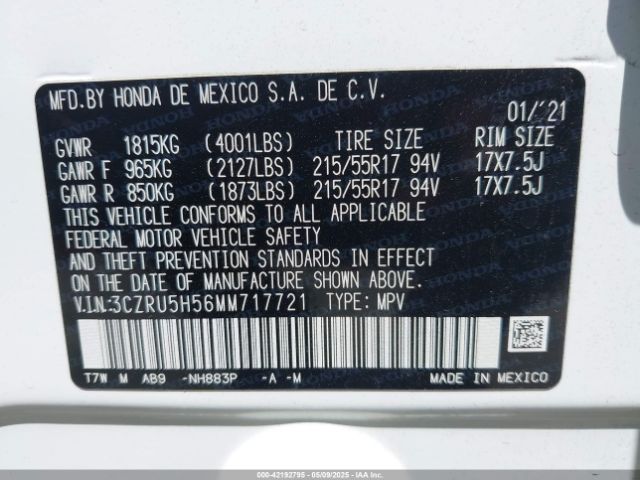 MFD. BY HONDA DE MEXICO S.A. DE C.V.
01/'21
GVWR 1815KG (4001LBS) TIRE SIZE RIM SIZE
GAWR F 965KG (2127LBS) 215/55R17 94V 17X7.5J
GAWR R 850KG (1873LBS) 215/55R17 94V 17X7.5J
THIS VEHICLE CONFORMS TO ALL APPLICABLE
FEDERAL MOTOR VEHICLE SAFETY
AND THEFT PREVENTION STANDARDS IN EFFECT
ON THE DATE OF MANUFACTURE SHOWN ABOVE.
V.I.N:3CZRU5H56MM717721 TYPE: MPV
T7W M AB9 -NH883P -A -M MADE IN MEXICO
000-42192795 - 05/09/2025 - IAAI.COM